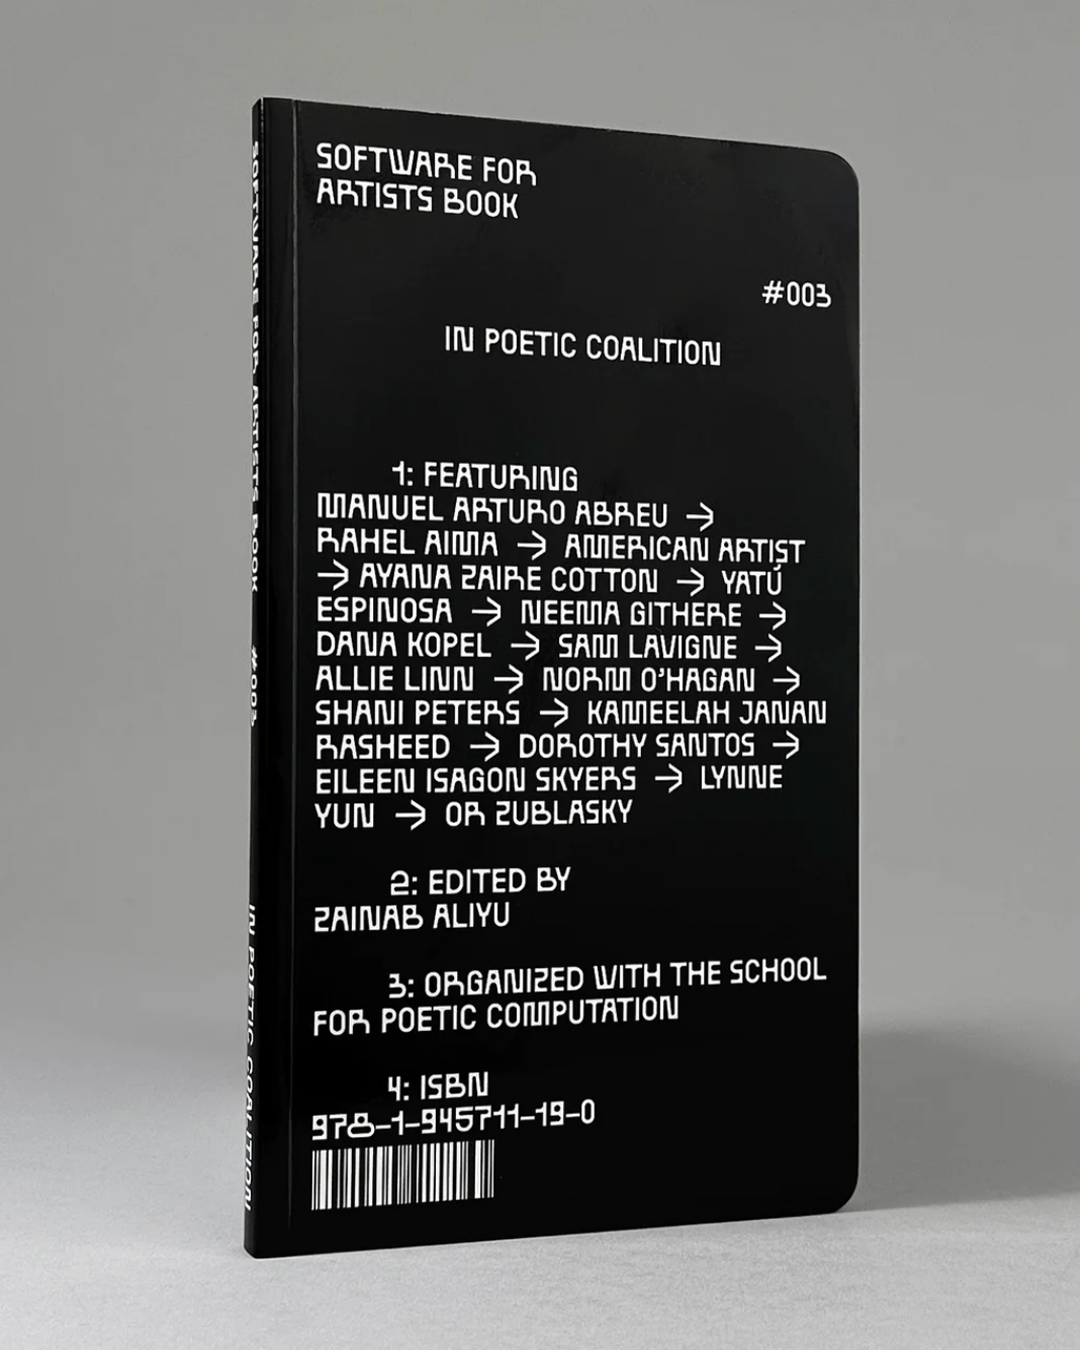 SOFTWARE FOR
ARTISTS BOOK
#003
IN POETIC COALITION
1: FEATURING
MANUEL ARTURO ABREU →
RAHEL AIMA → AMERICAN ARTIST
→ AYANA ZAIRE COTTON → YATÚ
ESPINOSA → NEEMA GITHERE →
DANA KOPEL → SAM LAVIGNE →
ALLIE LINN → NORM O'HAGAN →
SHANI PETERS → KAMEELAH JANAN
RASHEED → DOROTHY SANTOS →
EILEEN ISAGON SKYERS → LYNNE
YUN → OR ZUBLASKY
2: EDITED BY
ZAINAB ALIYU
3: ORGANIZED WITH THE SCHOOL
FOR POETIC COMPUTATION
4: ISBN
978-1-945711-19-0
SOFTWARE FOR ARTISTS BOOK #003 IN POETIC COALITION